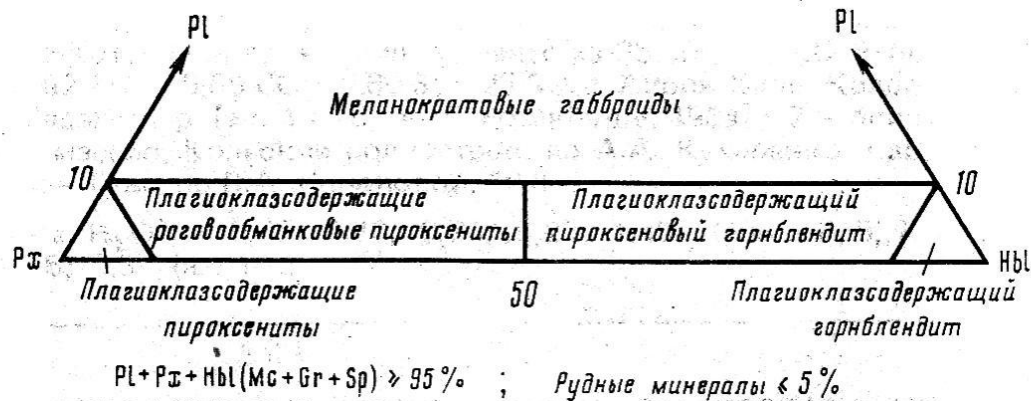 Pl Pl
Меланократовые габброиды
10 10
Плагиоклазсодержащие Плагиоклазсодержащий
роговообманковые пироксениты пироксеновый горнблендит
Px Hbl
Плагиоклазсодержащие 50 Плагиоклазсодержащий
пироксениты горнблендит
Pl+Px+Hbl(Mc+Gr+Sp) ⩾ 95% ; Рудные минералы ⩽ 5%